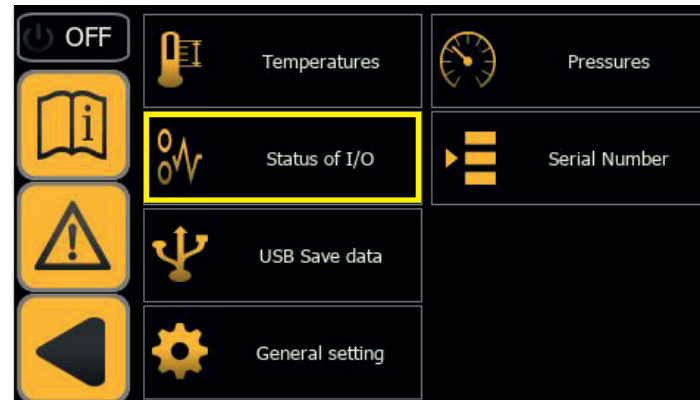 OFF
Temperatures
Pressures
i
Status of I/O
Serial Number
USB Save data
General setting